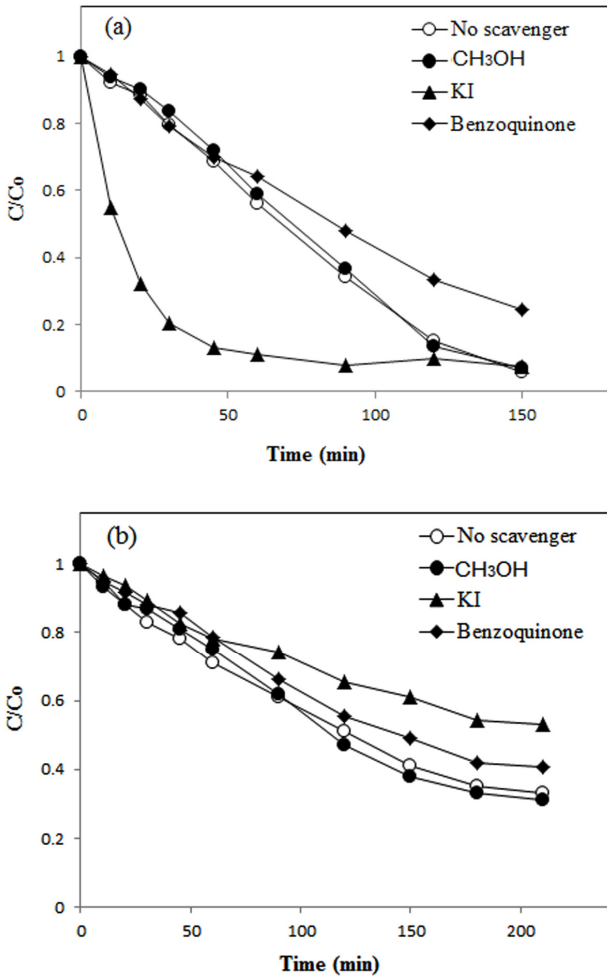 (a)
No scavenger
CH3OH
KI
Benzoquinone
1
0.8
0.6
0.4
0.2
0
C/Co
0 50 100 150
Time (min)
(b)
No scavenger
CH3OH
KI
Benzoquinone
1
0.8
0.6
0.4
0.2
0
C/Co
0 50 100 150 200
Time (min)